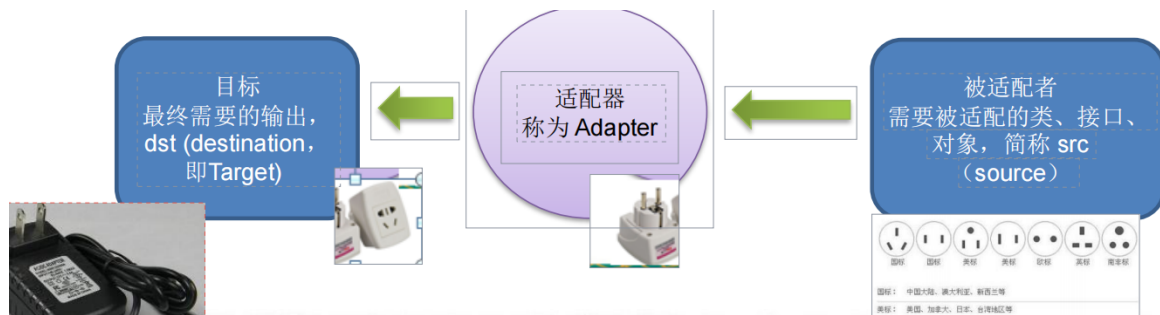 目标
最终需要的输出，
dst (destination，
即Target)
适配器
称为 Adapter
被适配者
需要被适配的类、接口、
对象，简称 src
（source）
国标 国标 美标 美标 欧标 英标 南非标
国标： 中国大陆、澳大利亚、新西兰等
美标： 美国、加拿大、日本、台湾地区等